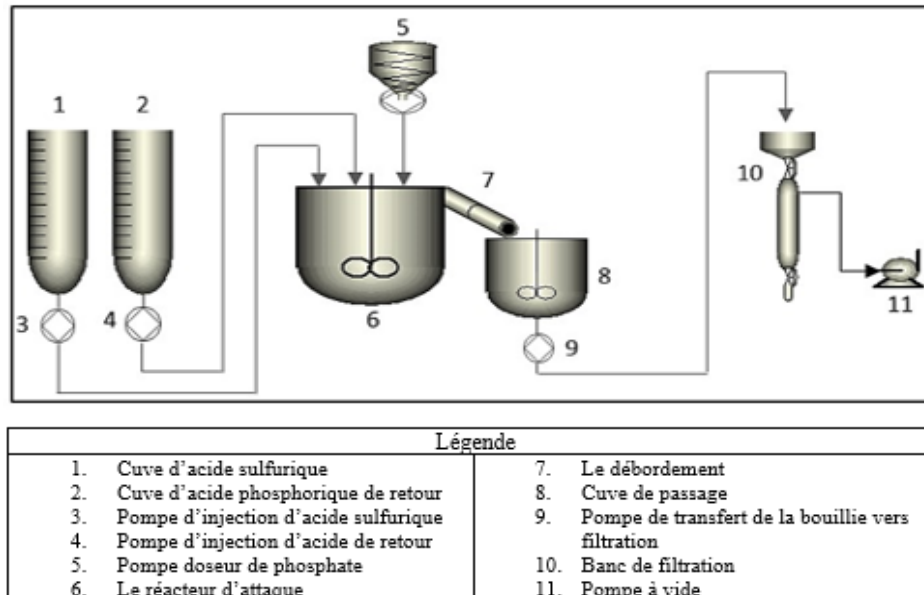 5
1
2
7
10
8
3
4
6
9
11
Légende
1. Cuve d'acide sulfurique
2. Cuve d'acide phosphorique de retour
3. Pompe d'injection d'acide sulfurique
4. Pompe d'injection d'acide de retour
5. Pompe doseur de phosphate
6. Le réacteur d'attaque
7. Le débordement
8. Cuve de passage
9. Pompe de transfert de la bouillie vers
filtration
10. Banc de filtration
11. Pompe à vide